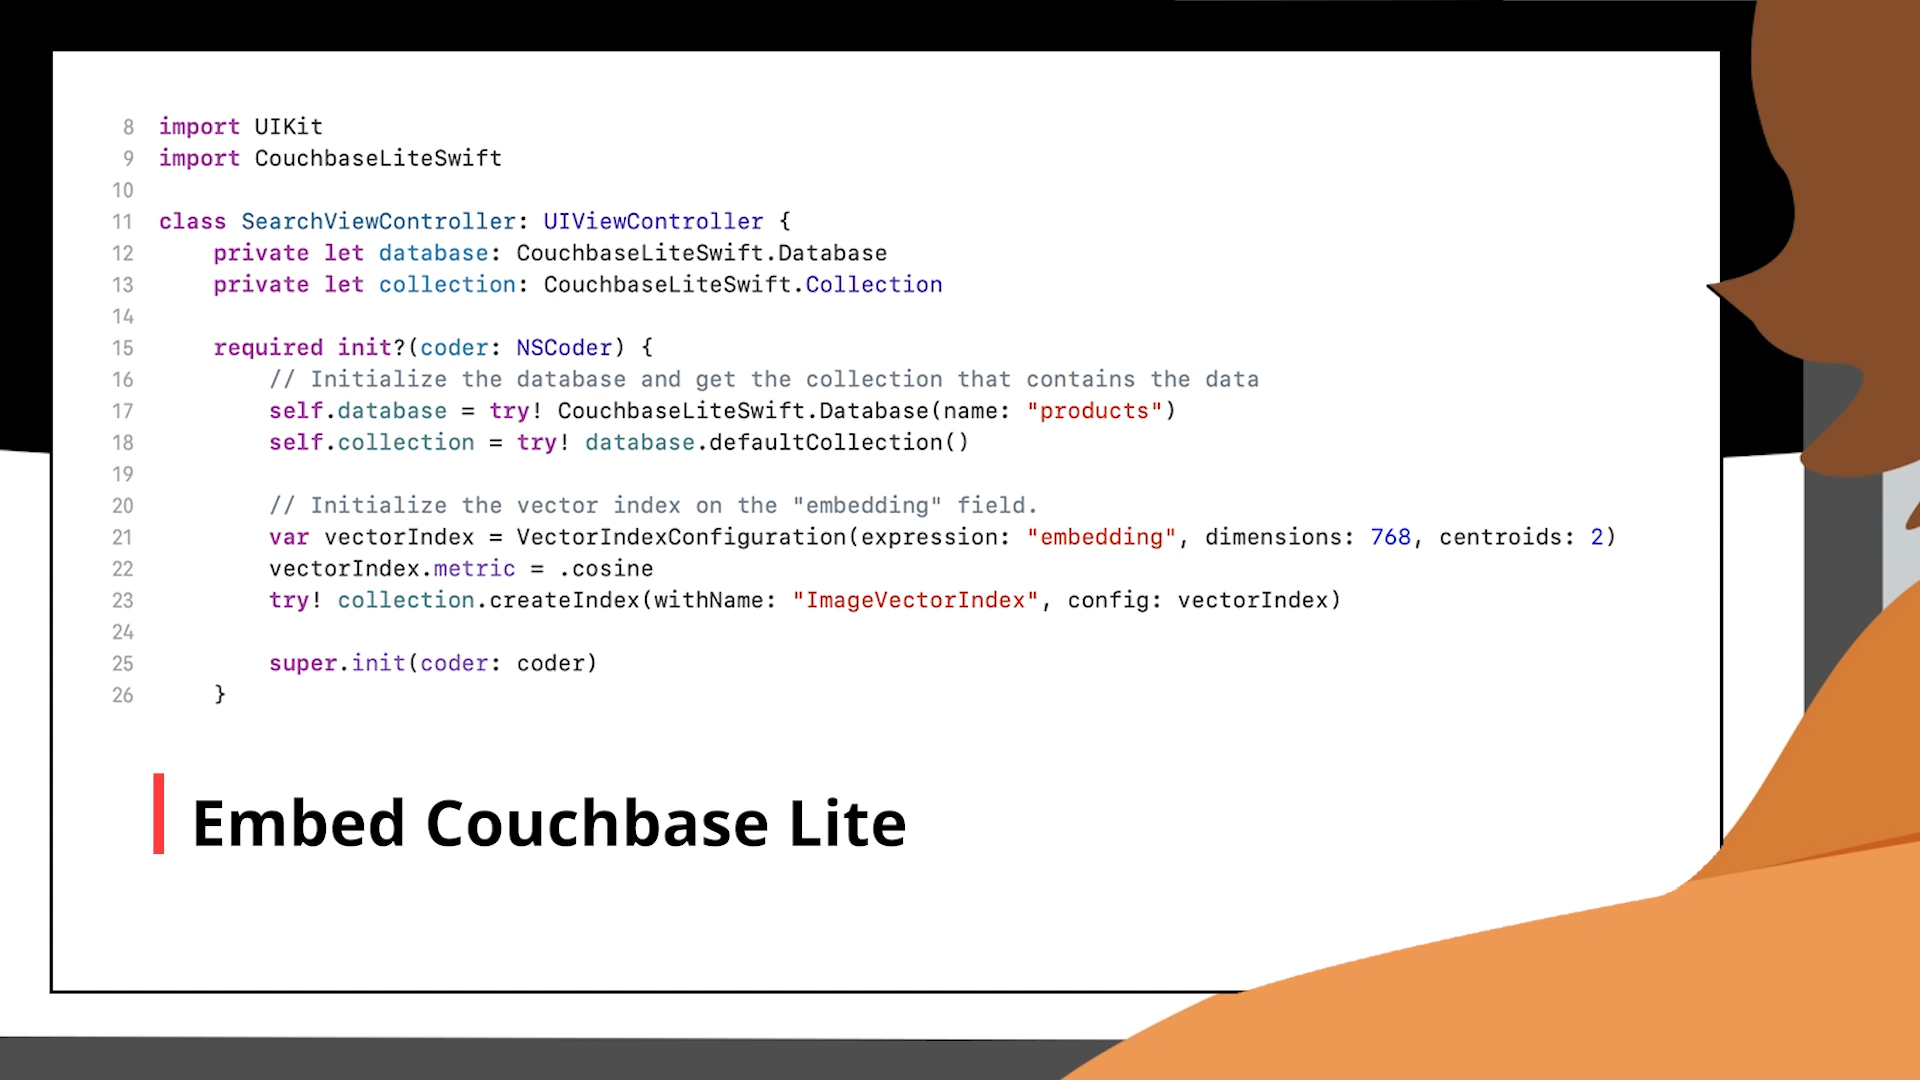 8 import UIKit
9 import CouchbaseLiteSwift
10
11 class SearchViewController: UIViewController {
12     private let database: CouchbaseLiteSwift.Database
13     private let collection: CouchbaseLiteSwift.Collection
14
15     required init?(coder: NSCoder) {
16         // Initialize the database and get the collection that contains the data
17         self.database = try! CouchbaseLiteSwift.Database(name: "products")
18         self.collection = try! database.defaultCollection()
19
20         // Initialize the vector index on the "embedding" field.
21         var vectorIndex = VectorIndexConfiguration(expression: "embedding", dimensions: 768, centroids: 2)
22         vectorIndex.metric = .cosine
23         try! collection.createIndex(withName: "ImageVectorIndex", config: vectorIndex)
24
25         super.init(coder: coder)
26     }
Embed Couchbase Lite